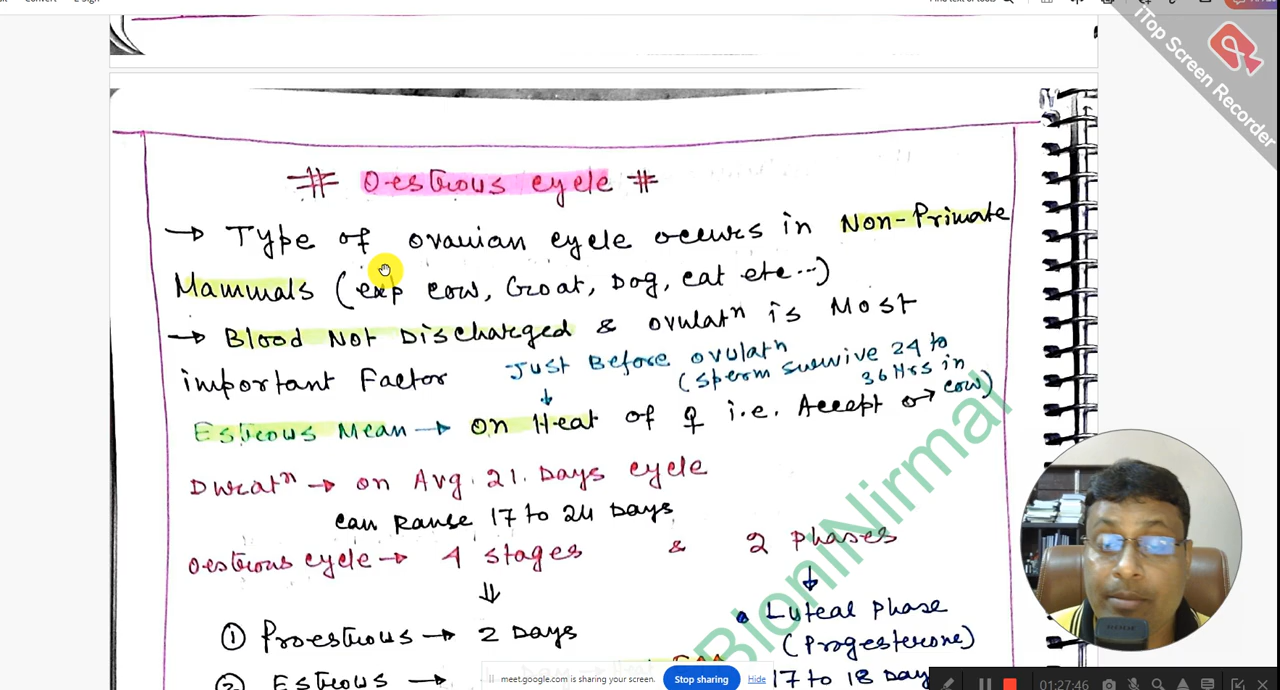 iTop Screen Recorder
# Oestrous cycle #
→ Type of ovarian cycle occurs in Non-Primate
Mammals (exp cow, Goat, Dog, cat etc...)
→ Blood Not Discharged & ovulatⁿ is Most
important Factor
Just Before ovulatⁿ
(sperm survive 24 to
36 Hrs in
cow)
Estrous Mean → on Heat of ♀ i.e. Accept ♂
Duratⁿ → on Avg. 21. Days cycle
can Range 17 to 24 Days
Oestrous cycle → 4 stages & 2 phases
① Proestrous → 2 Days
• Luteal phase
(Progesterone)
② Estrous →
17 to 18 Day
BioniNirmal
meet.google.com is sharing your screen.
Stop sharing
Hide
01:27:46